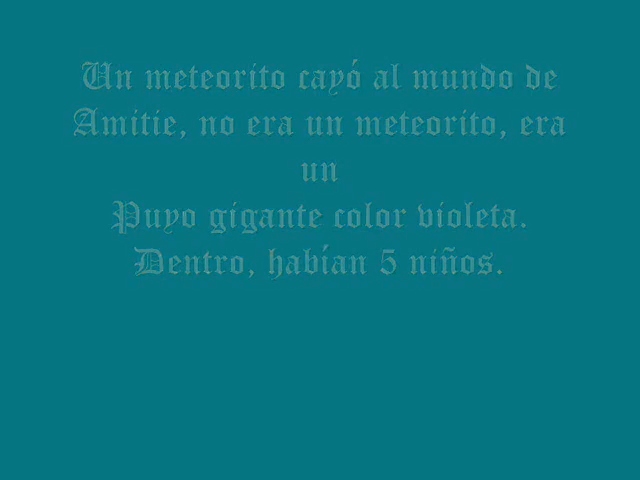 Un meteorito cayó al mundo de
Amitie, no era un meteorito, era
un
Puyo gigante color violeta.
Dentro, habían 5 niños.